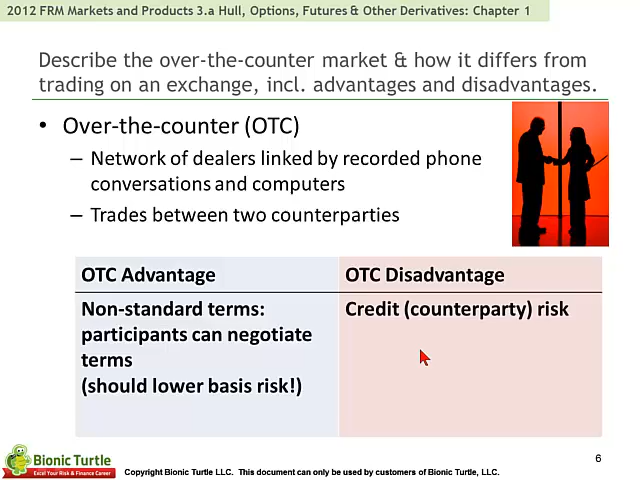 2012 FRM Markets and Products 3.a Hull, Options, Futures & Other Derivatives: Chapter 1
Describe the over-the-counter market & how it differs from
trading on an exchange, incl. advantages and disadvantages.
• Over-the-counter (OTC)
– Network of dealers linked by recorded phone
conversations and computers
– Trades between two counterparties
OTC Advantage
OTC Disadvantage
Non-standard terms:
participants can negotiate
terms
(should lower basis risk!)
Credit (counterparty) risk
6
Bionic Turtle
Excel Your Risk & Finance Career
Copyright Bionic Turtle LLC. This document can only be used by customers of Bionic Turtle, LLC.